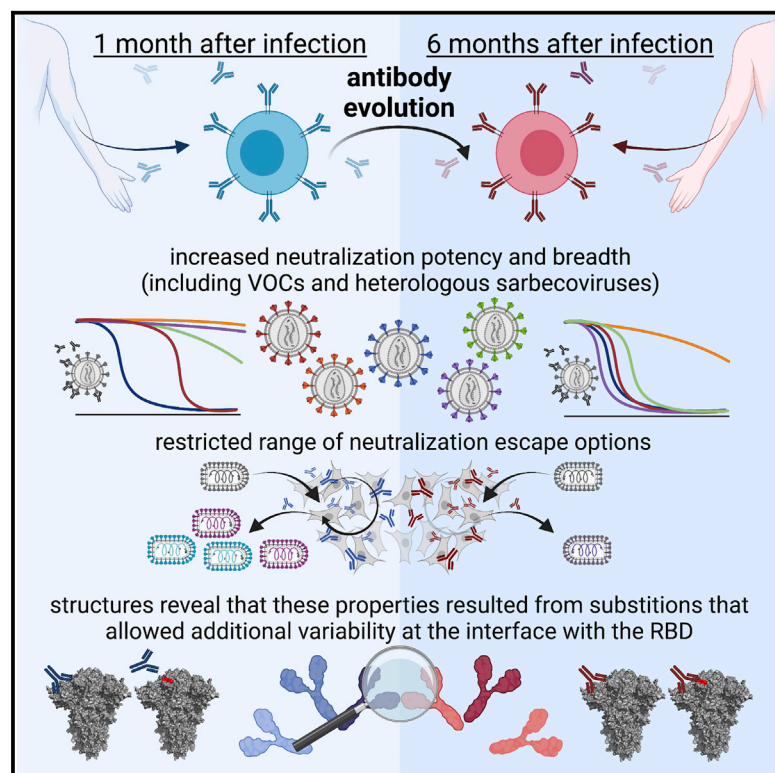 1 month after infection
6 months after infection
antibody
evolution
increased neutralization potency and breadth
(including VOCs and heterologous sarbecoviruses)
restricted range of neutralization escape options
structures reveal that these properties resulted from substitions that
allowed additional variability at the interface with the RBD